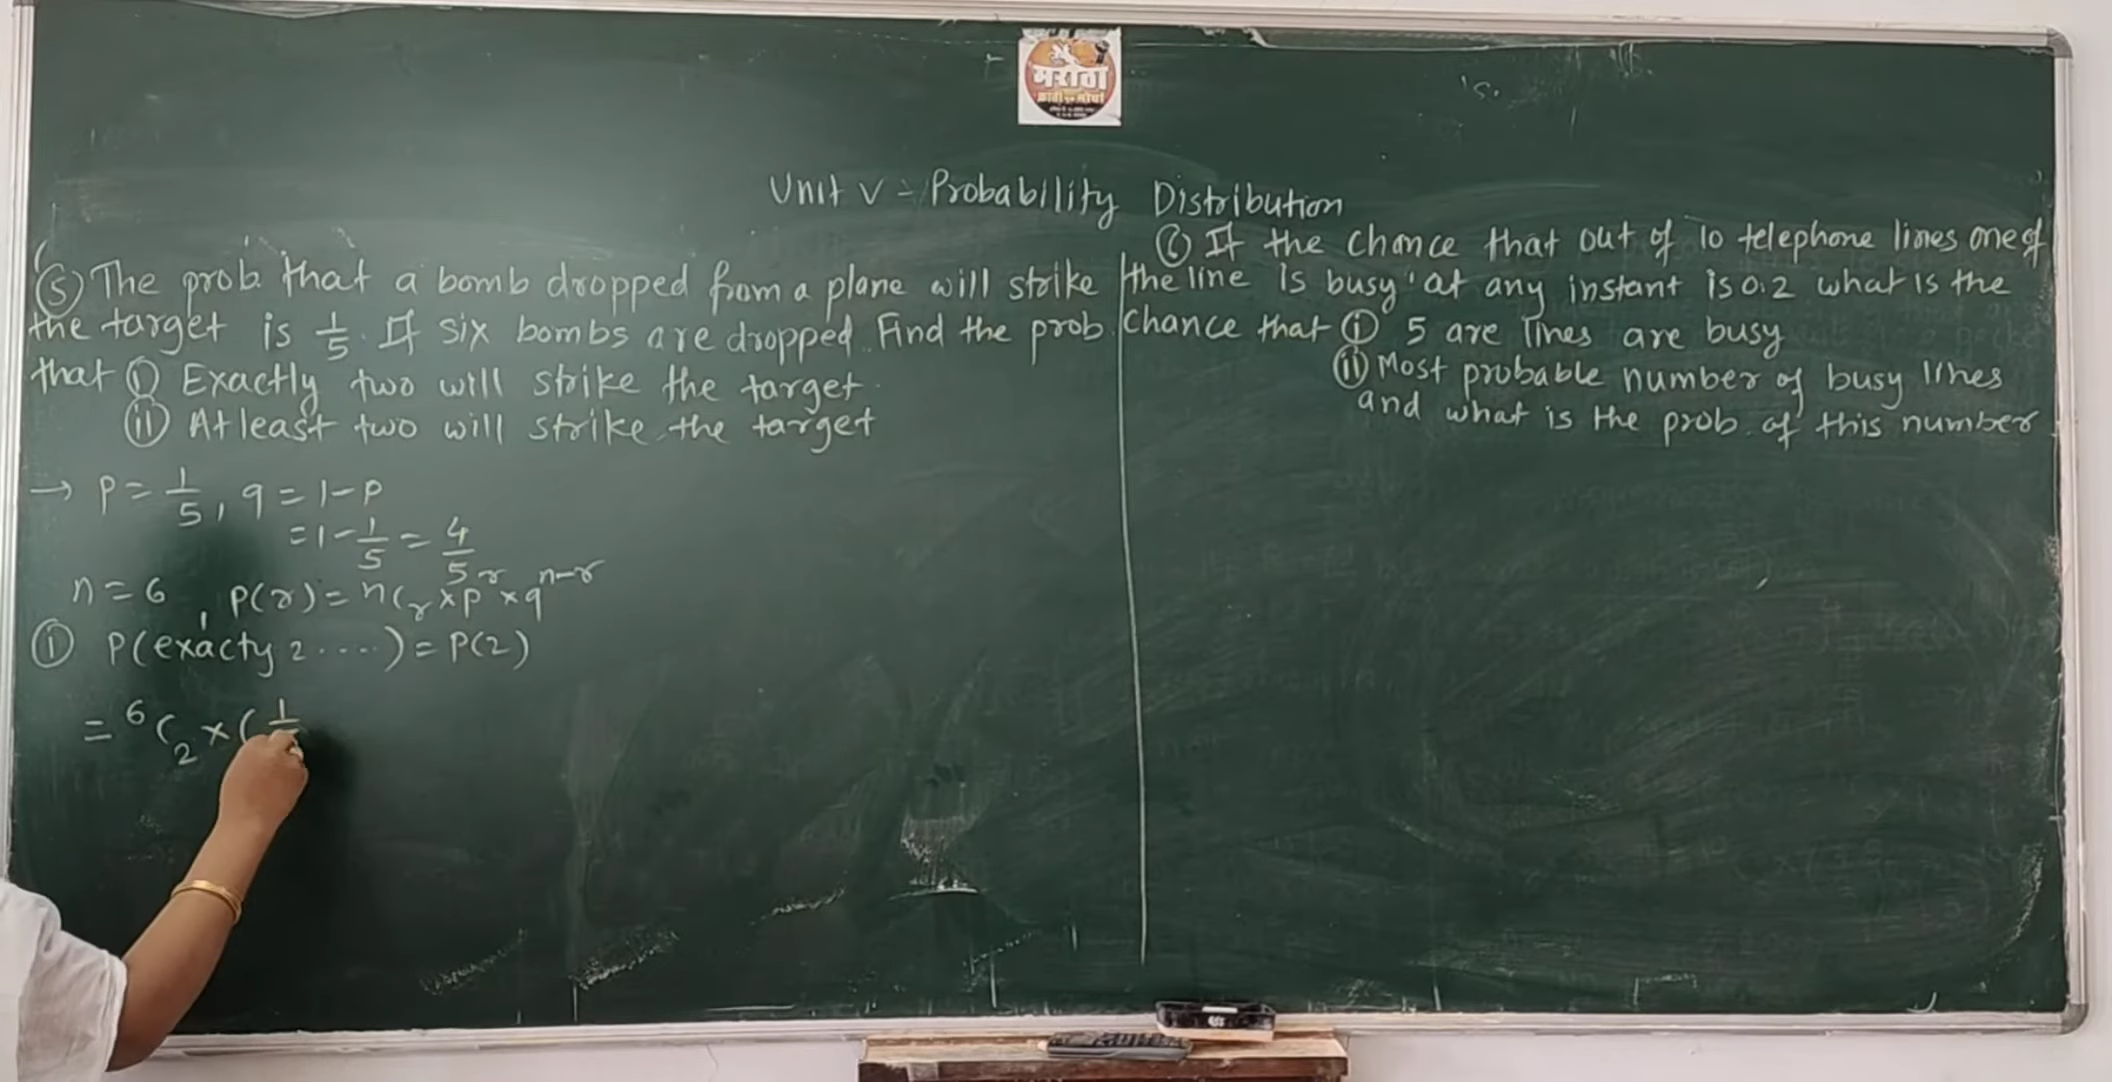 मराठा
क्रांती मोर्चा
Unit V - Probability Distribution
⑤ The prob. that a bomb dropped from a plane will strike
the target is 1/5. If six bombs are dropped. Find the prob.
that ⓘ Exactly two will strike the target.
ⓘⓘ Atleast two will strike the target
→ P = 1/5, q = 1-P
= 1 - 1/5 = 4/5
n = 6, P(r) = nCr × p^r × q^(n-r)
ⓘ P(exacty 2 ....) = P(2)
= ⁶C₂ × (1/
⑥ If the chance that out of 10 telephone lines one of
the line is busy at any instant is 0.2 what is the
chance that ⓘ 5 are lines are busy
ⓘⓘ Most probable number of busy lines
and what is the prob. of this number